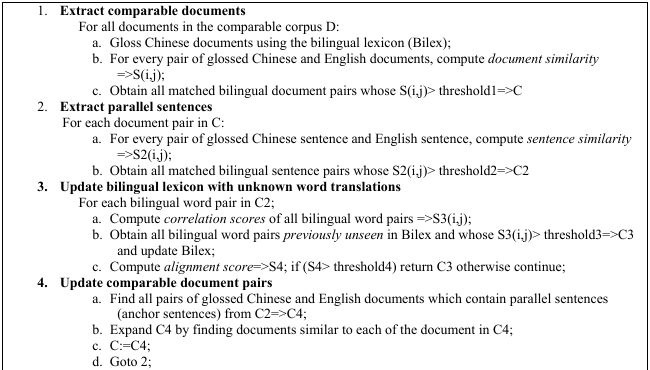 1. Extract comparable documents
For all documents in the comparable corpus D:
a. Gloss Chinese documents using the bilingual lexicon (Bilex);
b. For every pair of glossed Chinese and English documents, compute document similarity
=>S(i,j);
c. Obtain all matched bilingual document pairs whose S(i,j)> threshold1=>C
2. Extract parallel sentences
For each document pair in C:
a. For every pair of glossed Chinese sentence and English sentence, compute sentence similarity
=>S2(i,j);
b. Obtain all matched bilingual sentence pairs whose S2(i,j)> threshold2=>C2
3. Update bilingual lexicon with unknown word translations
For each bilingual word pair in C2;
a. Compute correlation scores of all bilingual word pairs =>S3(i,j);
b. Obtain all bilingual word pairs previously unseen in Bilex and whose S3(i,j)> threshold3=>C3
and update Bilex;
c. Compute alignment score=>S4; if (S4> threshold4) return C3 otherwise continue;
4. Update comparable document pairs
a. Find all pairs of glossed Chinese and English documents which contain parallel sentences
(anchor sentences) from C2=>C4;
b. Expand C4 by finding documents similar to each of the document in C4;
c. C:=C4;
d. Goto 2;